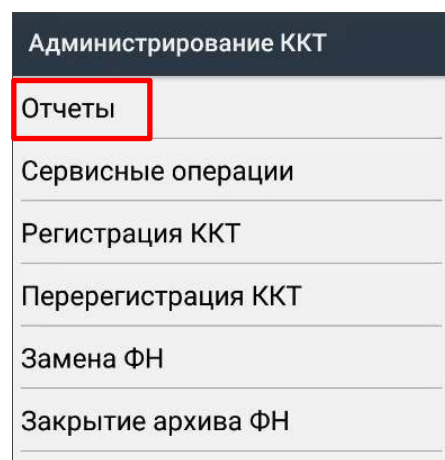 Администрирование ККТ
Отчеты
Сервисные операции
Регистрация ККТ
Перерегистрация ККТ
Замена ФН
Закрытие архива ФН